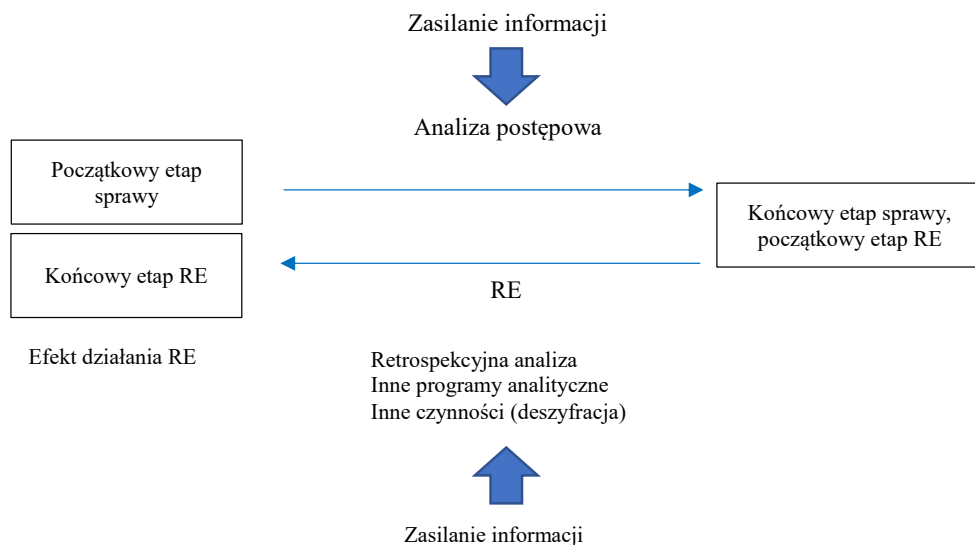 Zasilanie informacji
Analiza postępowa
Początkowy etap
sprawy
Końcowy etap sprawy,
początkowy etap RE
Końcowy etap RE
RE
Efekt działania RE
Retrospekcyjna analiza
Inne programy analityczne
Inne czynności (deszyfracja)
Zasilanie informacji